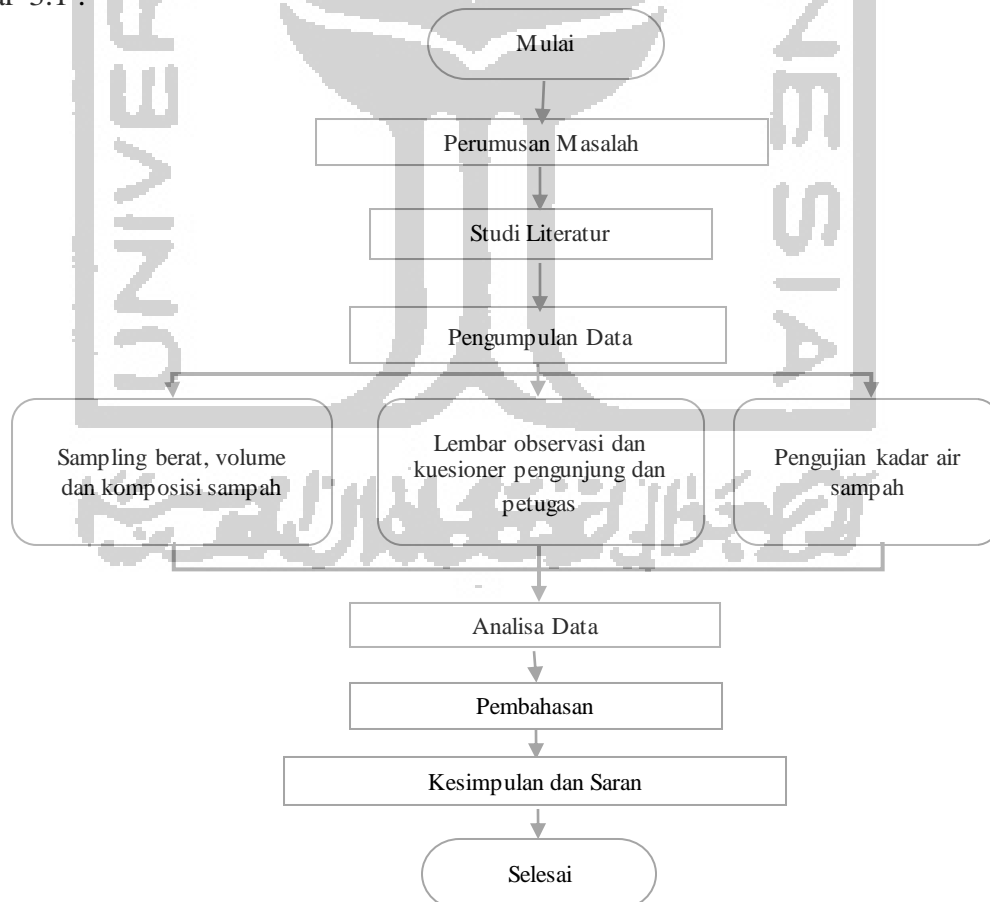 3.1 :
Mulai
Perumusan Masalah
Studi Literatur
Pengumpulan Data
Sampling berat, volume
dan komposisi sampah
Lembar observasi dan
kuesioner pengunjung dan
petugas
Pengujian kadar air
sampah
Analisa Data
Pembahasan
Kesimpulan dan Saran
Selesai